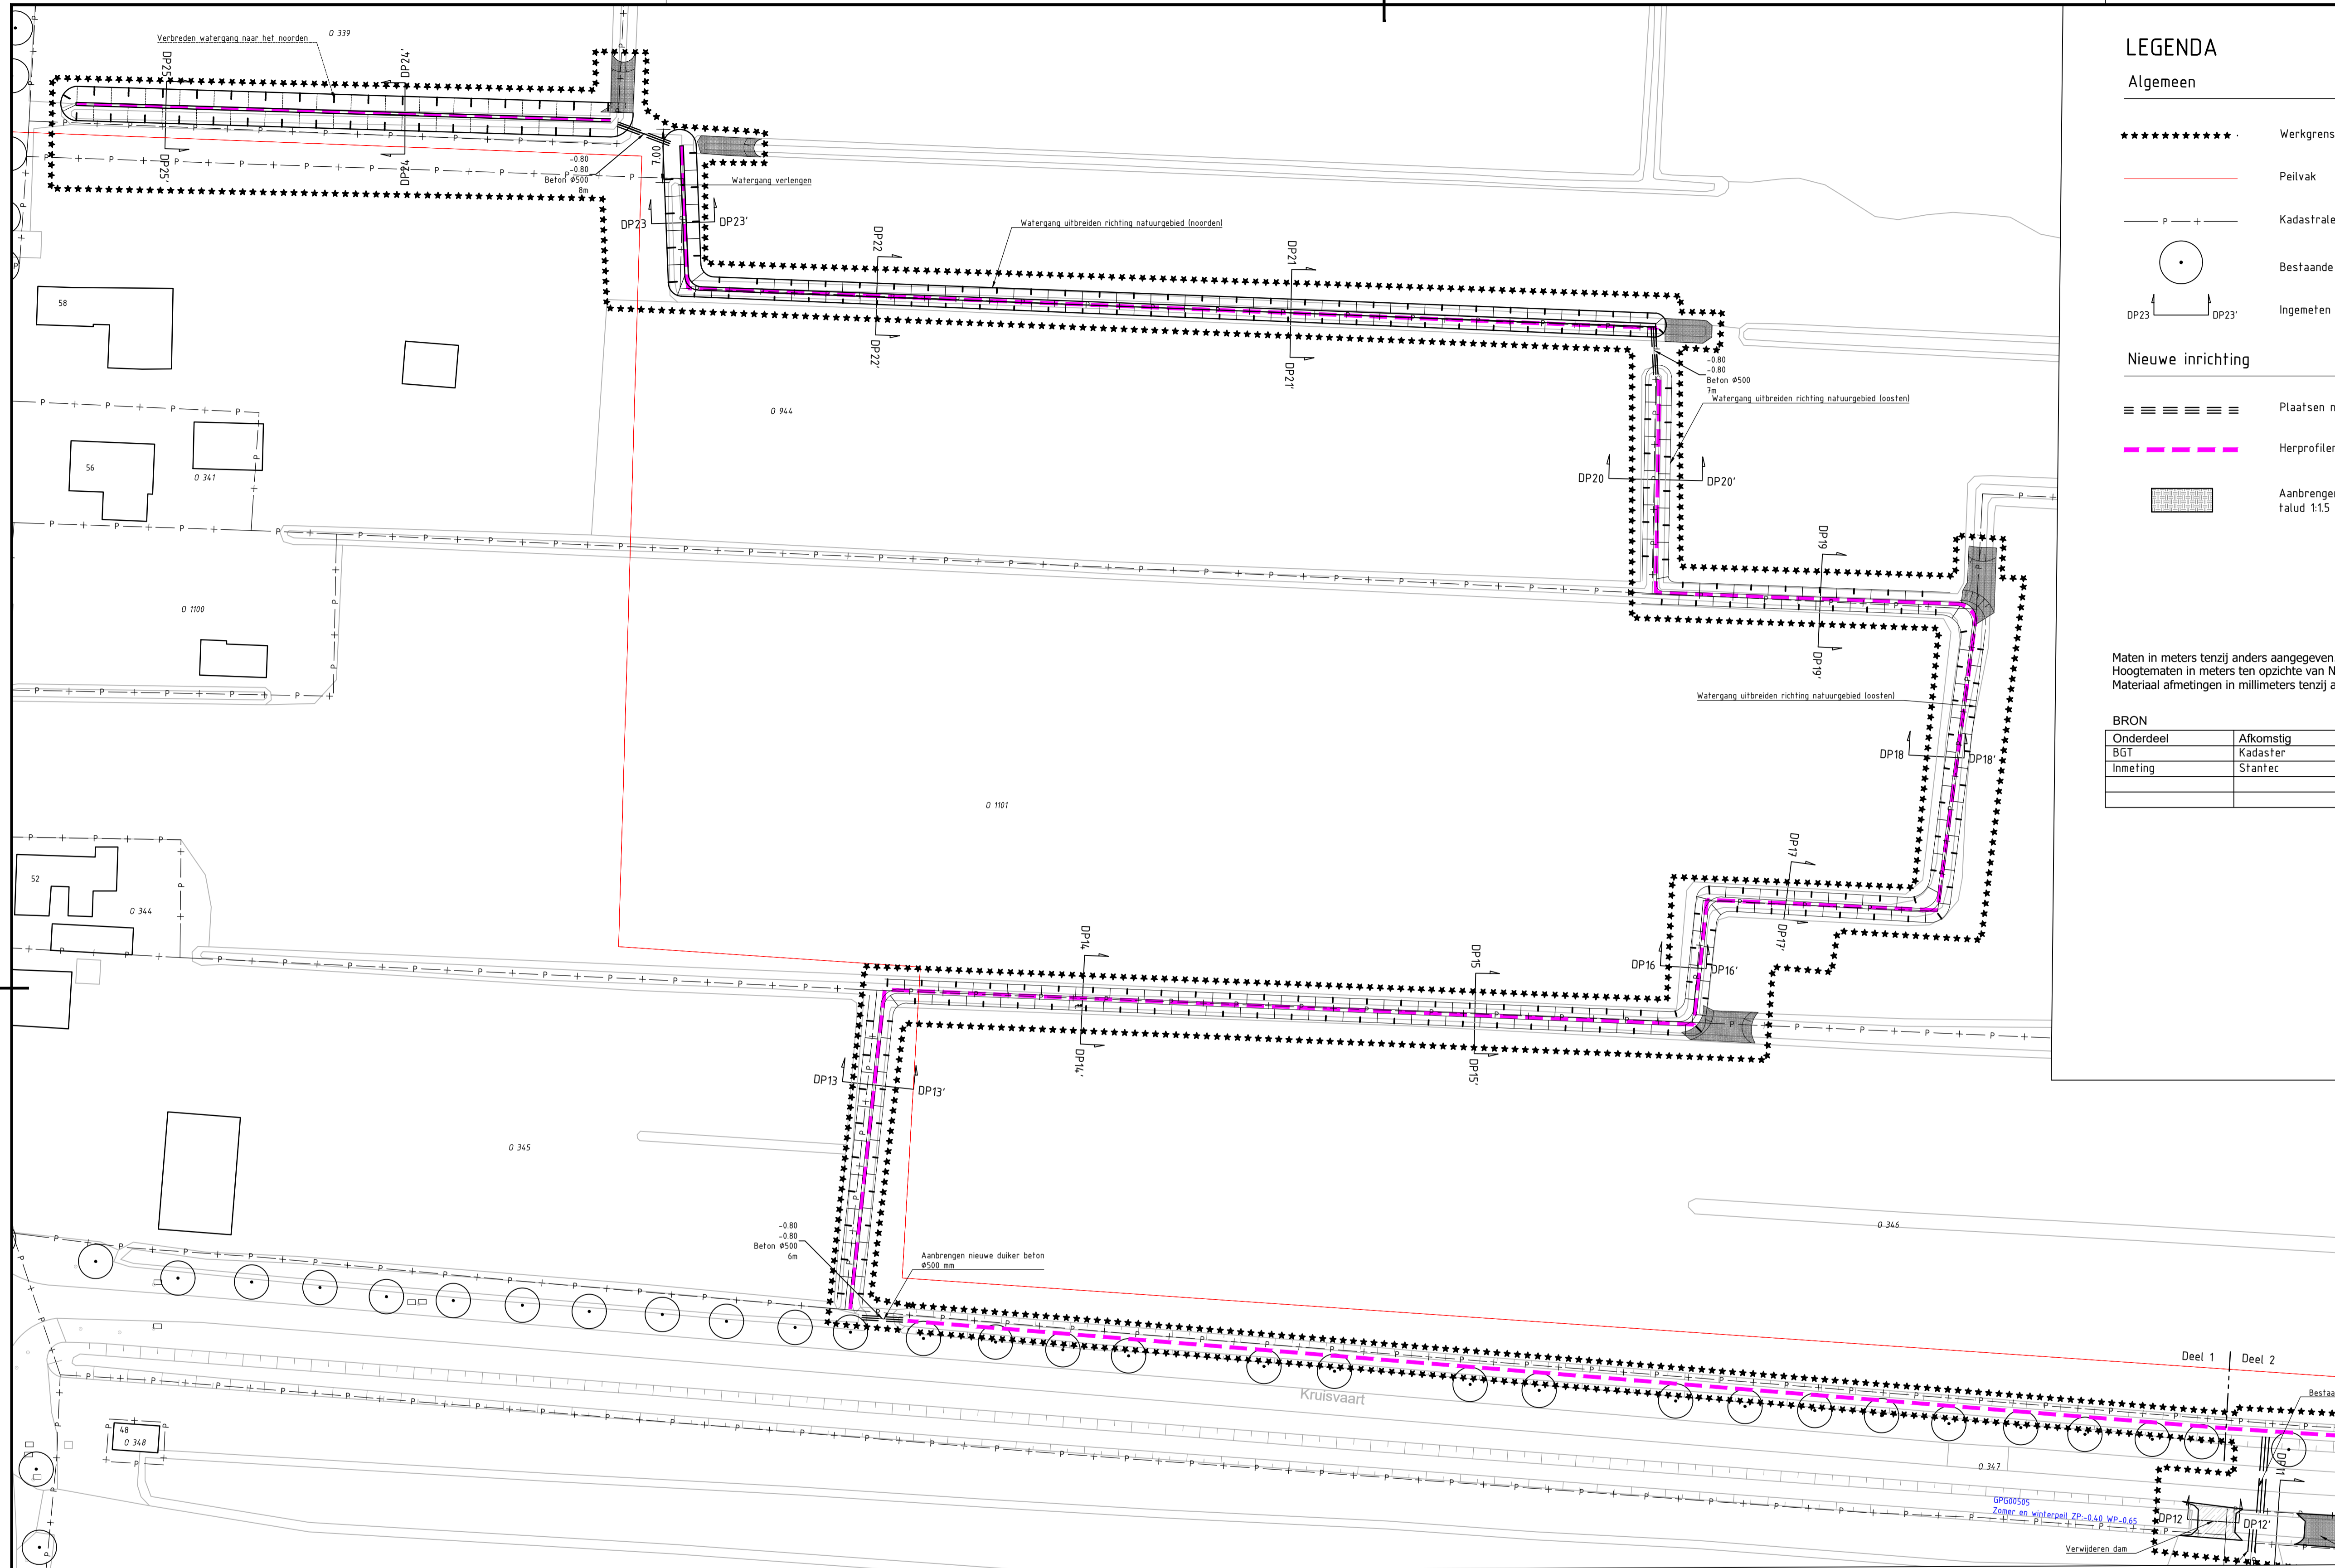 Verbreden watergang naar het noorden
O 339
DP25
DP24'
DP25'
DP24
-0.80
-0.80
Beton Ø500
8m
7.00
Watergang verlengen
DP23
DP23'
Watergang uitbreiden richting natuurgebied (noorden)
DP22
DP22'
DP21
DP21'
-0.80
-0.80
Beton Ø500
7m
Watergang uitbreiden richting natuurgebied (oosten)
58
O 944
56
O 341
DP20
DP20'
DP19
DP19'
O 1100
Watergang uitbreiden richting natuurgebied (oosten)
DP18
DP18'
O 1101
52
O 344
DP17
DP17'
DP16
DP16'
DP14
DP14'
DP15
DP15'
DP13
DP13'
O 345
-0.80
-0.80
Beton Ø500
6m
Aanbrengen nieuwe duiker beton
Ø500 mm
O 346
Kruisvaart
Deel 1
Deel 2
Bestaa
48
O 348
O 347
DP11
GPG00505
Zomer en winterpeil ZP:-0.40 WP-0.65
DP12
DP12'
Verwijderen dam
LEGENDA
Algemeen
Werkgrens
Peilvak
P + Kadastrale
Bestaande
DP23 DP23' Ingemeten
Nieuwe inrichting
Plaatsen n
Herprofiler
Aanbrengen
talud 1:1.5
Maten in meters tenzij anders aangegeven
Hoogtematen in meters ten opzichte van N
Materiaal afmetingen in millimeters tenzij a
BRON
Onderdeel Afkomstig
BGT Kadaster
Inmeting Stantec